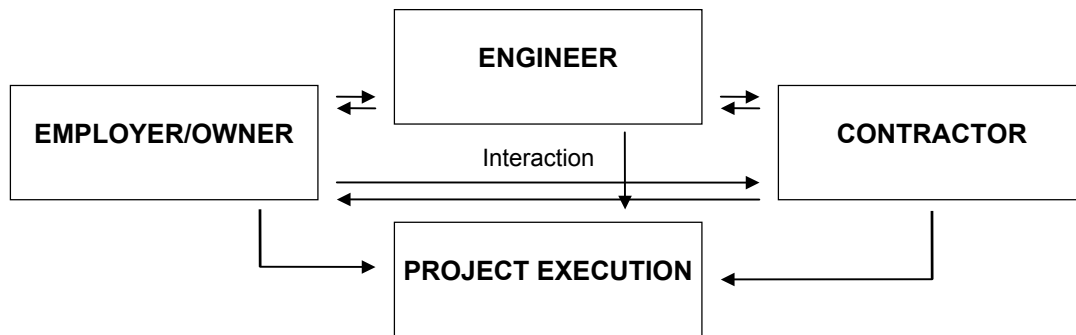 ENGINEER
EMPLOYER/OWNER
CONTRACTOR
Interaction
PROJECT EXECUTION